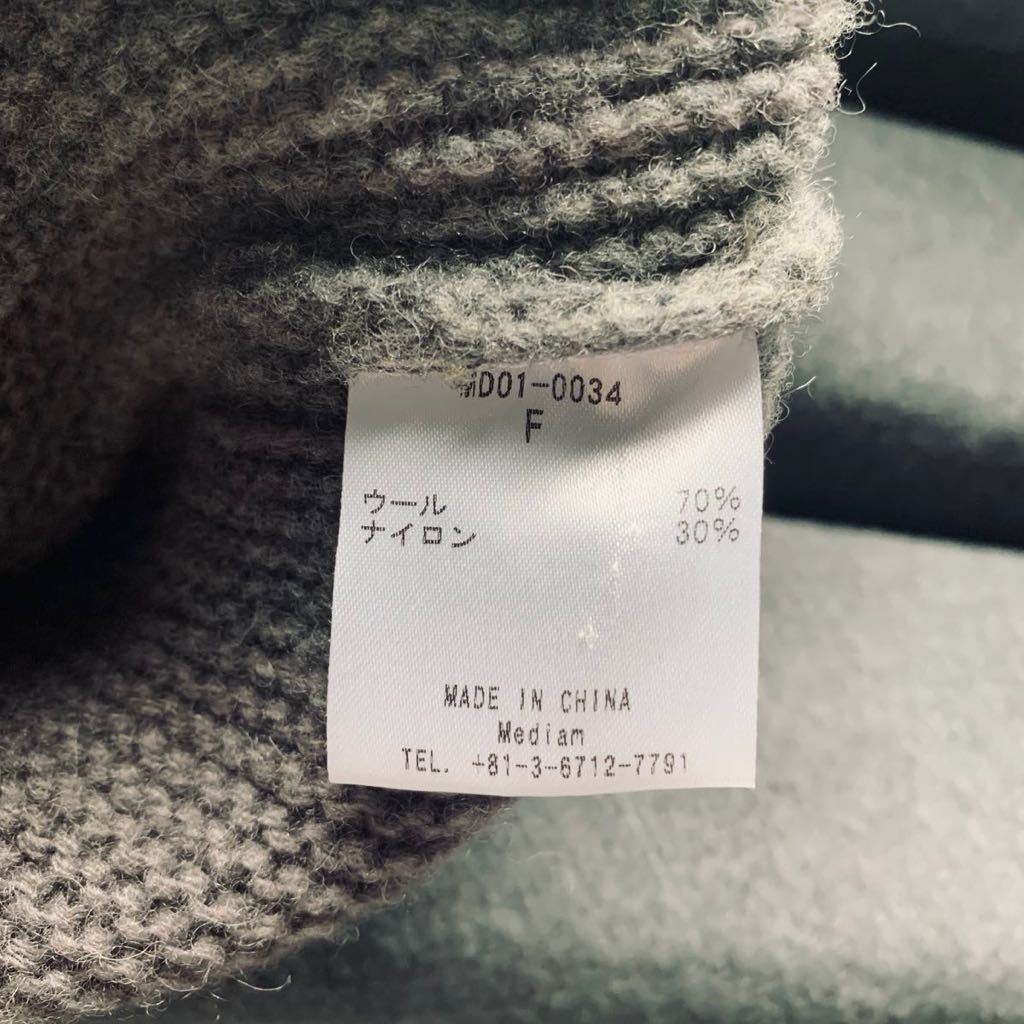 MD01-0034
F
ウール 70%
ナイロン 30%
MADE IN CHINA
Mediam
TEL. +81-3-6712-7791